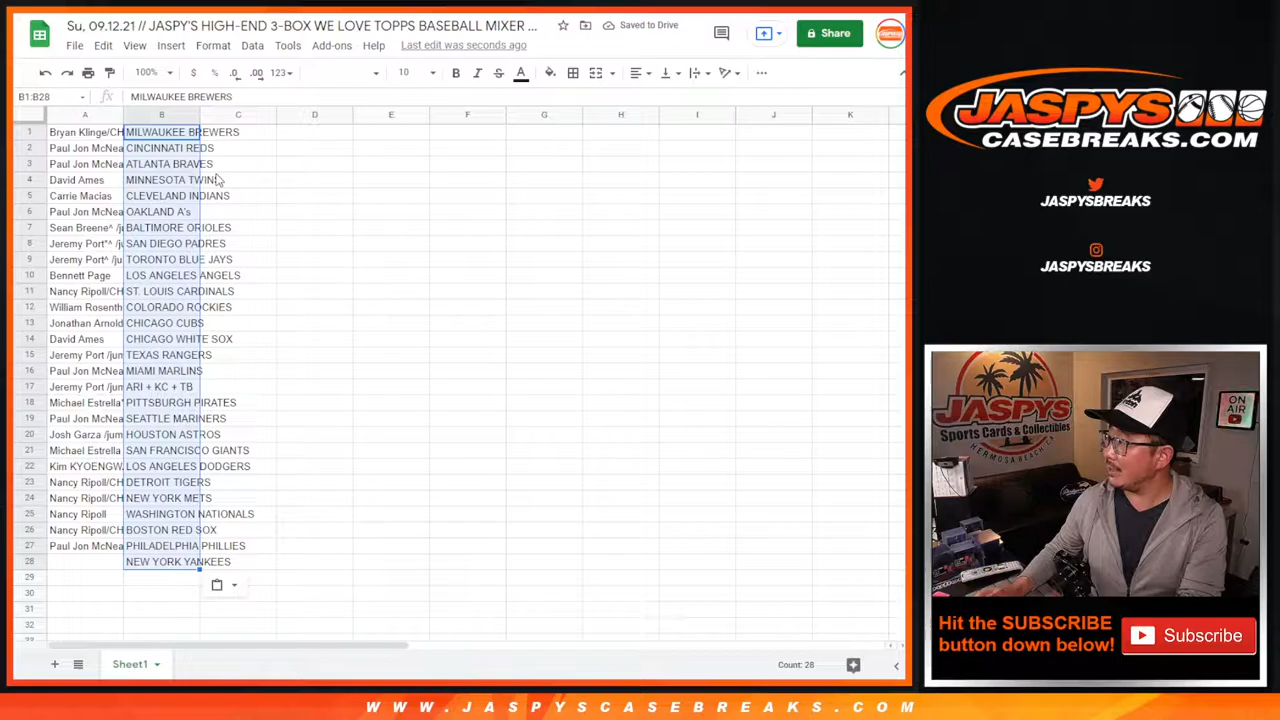 Su, 09.12.21 // JASPY'S HIGH-END 3-BOX WE LOVE TOPPS BASEBALL MIXER ...
Saved to Drive
Share
File Edit View Insert Format Data Tools Add-ons Help Last edit was seconds ago
100% $ % .0 .00 123 10 B I S A
B1:B28 fx MILWAUKEE BREWERS
A B C D E F G H I J K
1 Bryan Klinge/CH MILWAUKEE BREWERS
2 Paul Jon McNea CINCINNATI REDS
3 Paul Jon McNea ATLANTA BRAVES
4 David Ames MINNESOTA TWINS
5 Carrie Macias CLEVELAND INDIANS
6 Paul Jon McNea OAKLAND A's
7 Sean Breene^ /ju BALTIMORE ORIOLES
8 Jeremy Port*^ /ju SAN DIEGO PADRES
9 Jeremy Port^ /jum TORONTO BLUE JAYS
10 Bennett Page LOS ANGELES ANGELS
11 Nancy Ripoll/CH ST. LOUIS CARDINALS
12 William Rosenth COLORADO ROCKIES
13 Jonathan Arnold CHICAGO CUBS
14 David Ames CHICAGO WHITE SOX
15 Jeremy Port /jum TEXAS RANGERS
16 Paul Jon McNea MIAMI MARLINS
17 Jeremy Port /jum ARI + KC + TB
18 Michael Estrella* PITTSBURGH PIRATES
19 Paul Jon McNea SEATTLE MARINERS
20 Josh Garza /jump HOUSTON ASTROS
21 Michael Estrella SAN FRANCISCO GIANTS
22 Kim KYOENGW. LOS ANGELES DODGERS
23 Nancy Ripoll/CH DETROIT TIGERS
24 Nancy Ripoll/CH NEW YORK METS
25 Nancy Ripoll WASHINGTON NATIONALS
26 Nancy Ripoll/CH BOSTON RED SOX
27 Paul Jon McNea PHILADELPHIA PHILLIES
28 NEW YORK YANKEES
29
30
31
32
33
Sheet1
Count: 28
JASPYS
CASEBREAKS.COM
JASPYSBREAKS
JASPYSBREAKS
JASPYS
Sports Cards & Collectibles
HERMOSA BEACH, CA
ON
AIR
Hit the SUBSCRIBE
button down below!
Subscribe
WWW.JASPYSCASEBREAKS.COM